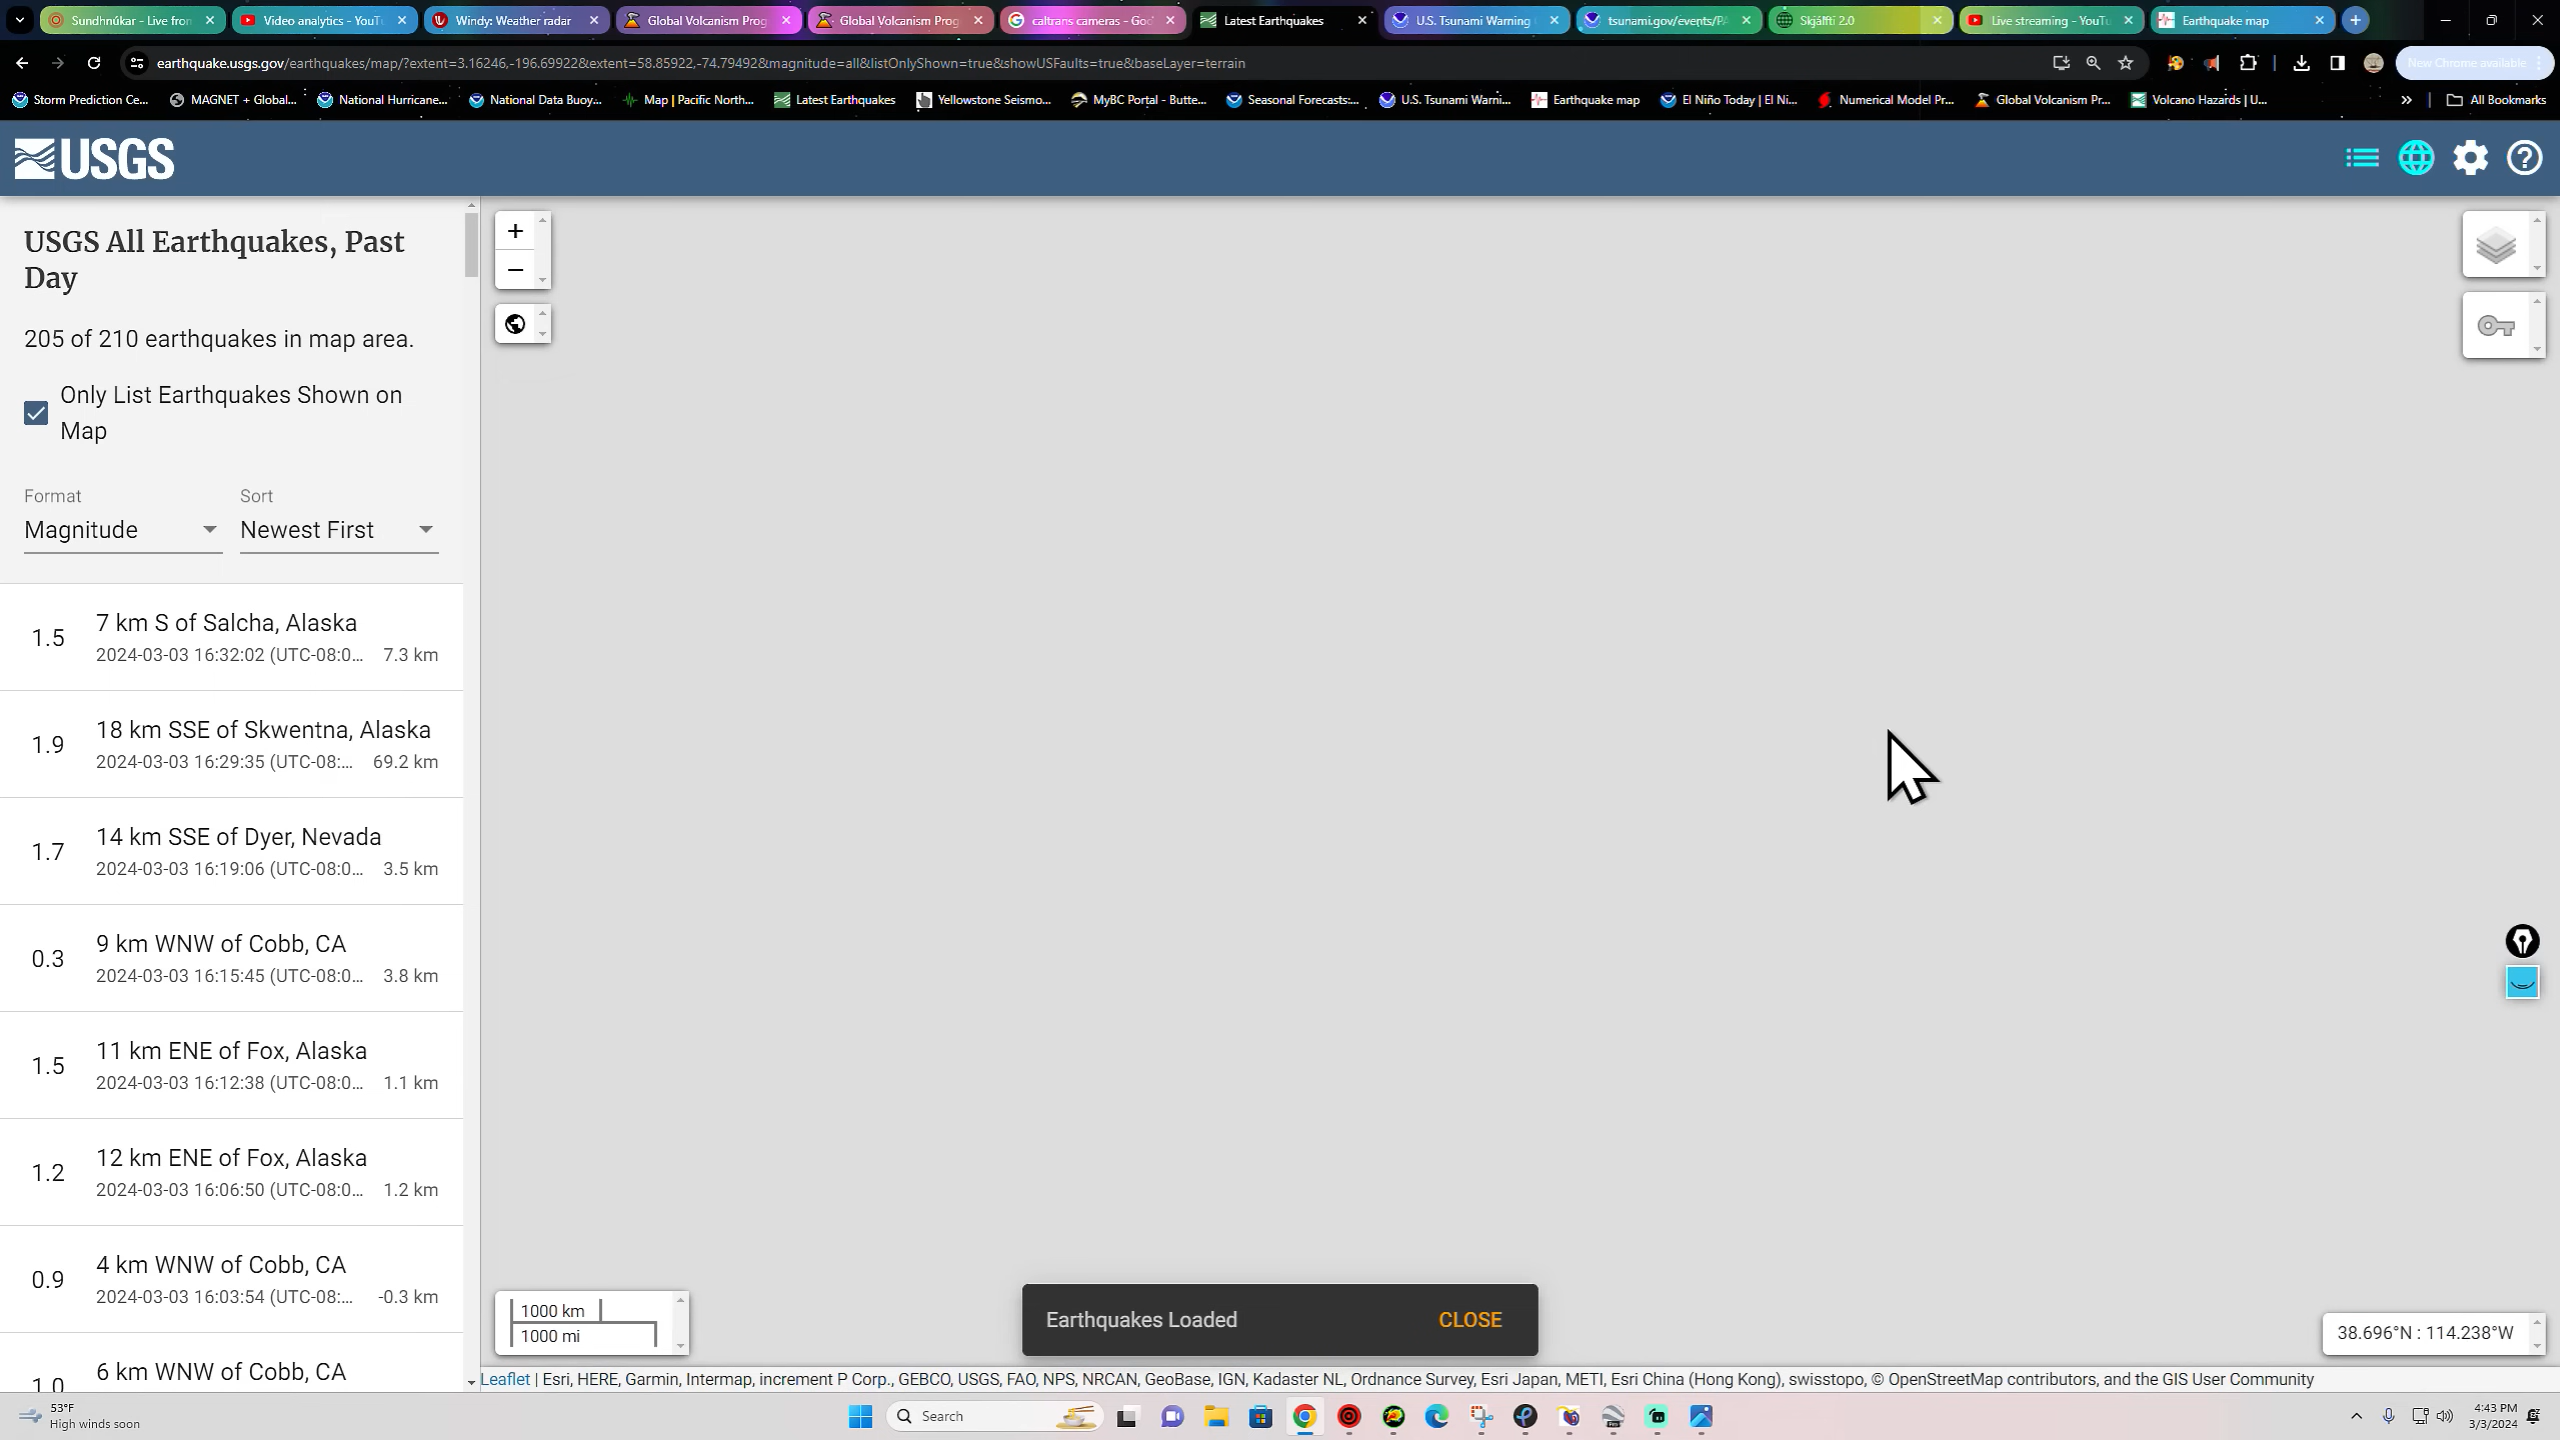 Sundhnúkar - Live from
Video analytics - YouTu
Windy: Weather radar
Global Volcanism Prog
Global Volcanism Prog
caltrans cameras - Goo
Latest Earthquakes
U.S. Tsunami Warning
tsunami.gov/events/PA
Skjálfti 2.0
Live streaming - YouTu
Earthquake map
earthquake.usgs.gov/earthquakes/map/?extent=3.16246,-196.69922&extent=58.85922,-74.79492&magnitude=all&listOnlyShown=true&showUSFaults=true&baseLayer=terrain
New Chrome available
Storm Prediction Ce...
MAGNET + Global...
National Hurricane...
National Data Buoy...
Map | Pacific North...
Latest Earthquakes
Yellowstone Seismo...
MyBC Portal - Butte...
Seasonal Forecasts:...
U.S. Tsunami Warni...
Earthquake map
El Niño Today | El Ni...
Numerical Model Pr...
Global Volcanism Pr...
Volcano Hazards | U...
All Bookmarks
USGS
USGS All Earthquakes, Past
Day
205 of 210 earthquakes in map area.
Only List Earthquakes Shown on
Map
Format
Sort
Magnitude
Newest First
1.5
7 km S of Salcha, Alaska
2024-03-03 16:32:02 (UTC-08:0... 7.3 km
1.9
18 km SSE of Skwentna, Alaska
2024-03-03 16:29:35 (UTC-08:... 69.2 km
1.7
14 km SSE of Dyer, Nevada
2024-03-03 16:19:06 (UTC-08:0... 3.5 km
0.3
9 km WNW of Cobb, CA
2024-03-03 16:15:45 (UTC-08:0... 3.8 km
1.5
11 km ENE of Fox, Alaska
2024-03-03 16:12:38 (UTC-08:0... 1.1 km
1.2
12 km ENE of Fox, Alaska
2024-03-03 16:06:50 (UTC-08:0... 1.2 km
0.9
4 km WNW of Cobb, CA
2024-03-03 16:03:54 (UTC-08:... -0.3 km
1.0
6 km WNW of Cobb, CA
+
−
1000 km
1000 mi
Earthquakes Loaded
CLOSE
38.696°N : 114.238°W
Leaflet | Esri, HERE, Garmin, Intermap, increment P Corp., GEBCO, USGS, FAO, NPS, NRCAN, GeoBase, IGN, Kadaster NL, Ordnance Survey, Esri Japan, METI, Esri China (Hong Kong), swisstopo, © OpenStreetMap contributors, and the GIS User Community
53°F
High winds soon
Search
4:43 PM
3/3/2024